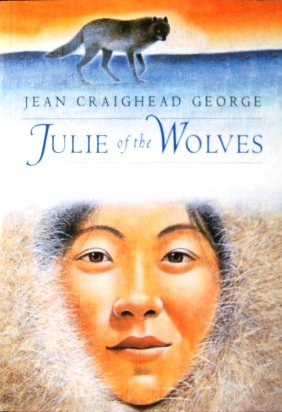 JEAN CRAIGHEAD GEORGE
JULIE of the WOLVES